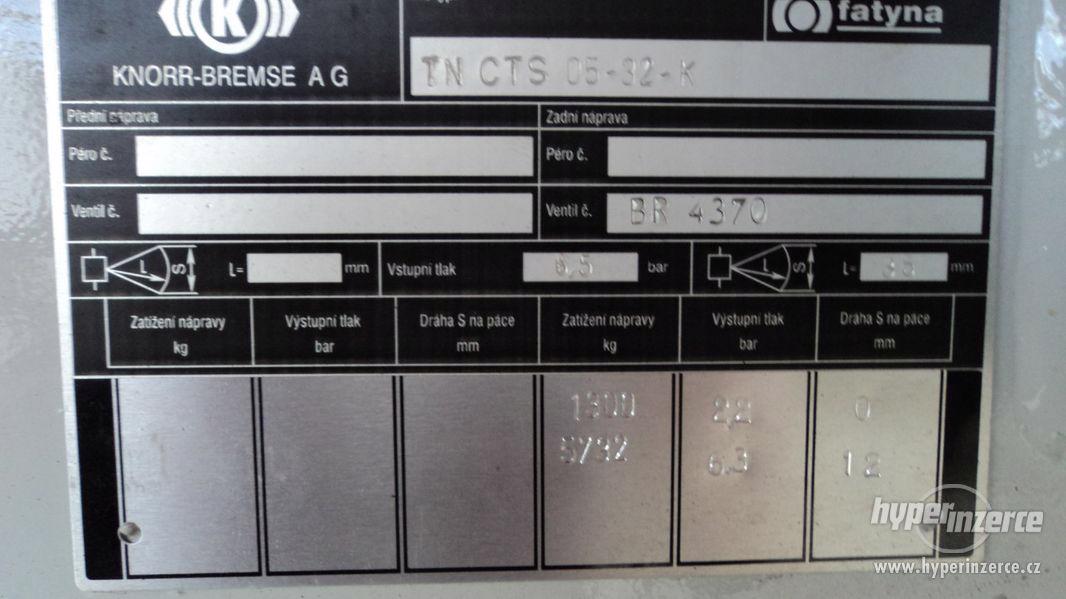 K
fatyna
KNORR-BREMSE AG
TN CTS 05-32-K
Přední náprava
Zadní náprava
Péro č.
Péro č.
Ventil č.
Ventil č. BR 4370
L S L= mm
Vstupní tlak 6,5 bar
L S L= mm
Zatížení nápravy kg
Výstupní tlak bar
Dráha S na páce mm
Zatížení nápravy kg
Výstupní tlak bar
Dráha S na páce mm
1300 2,2 0
5732 6,3 12
hyperinzerce
www.hyperinzerce.cz